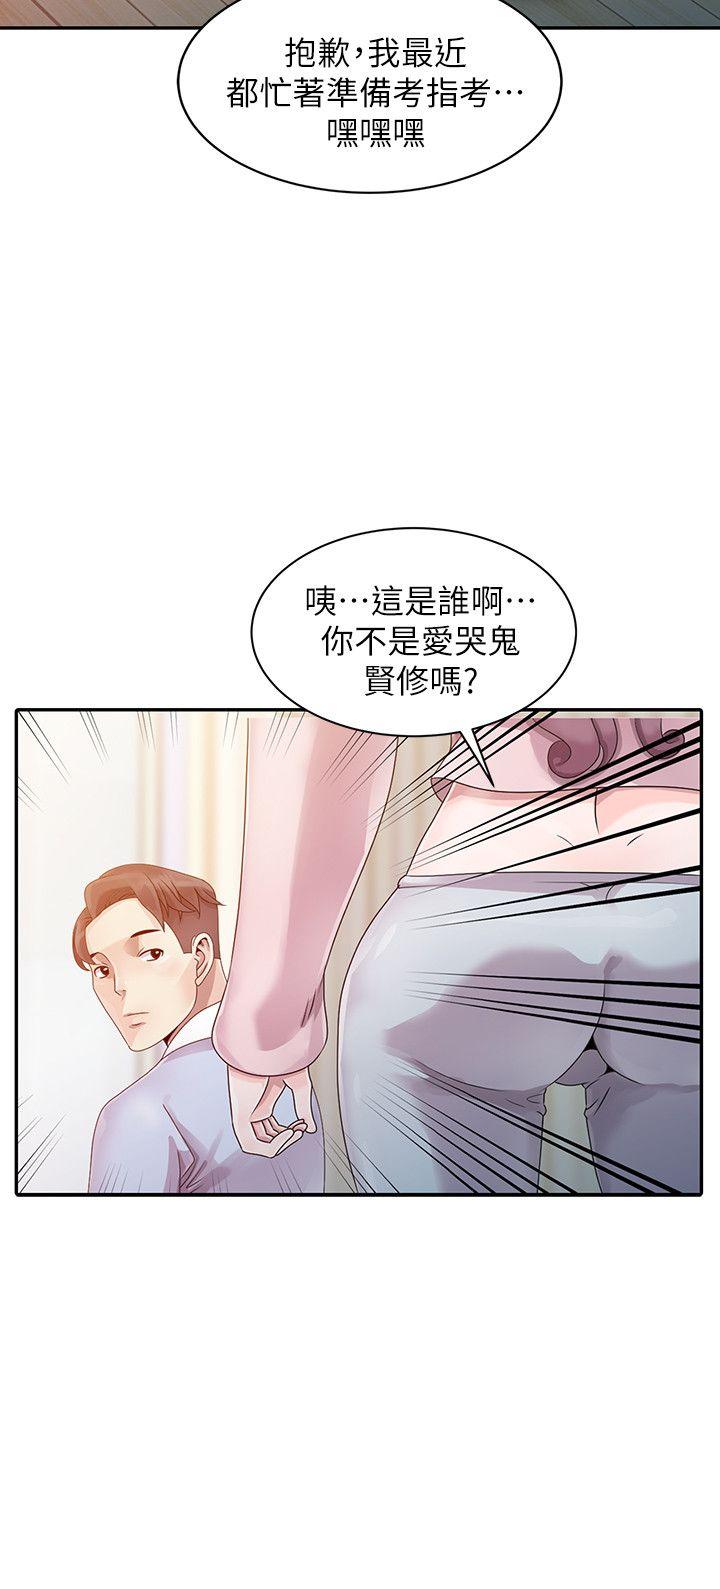 抱歉，我最近
都忙著準備考指考…
嘿嘿嘿
咦…這是誰啊…
你不是愛哭鬼
賢修嗎?